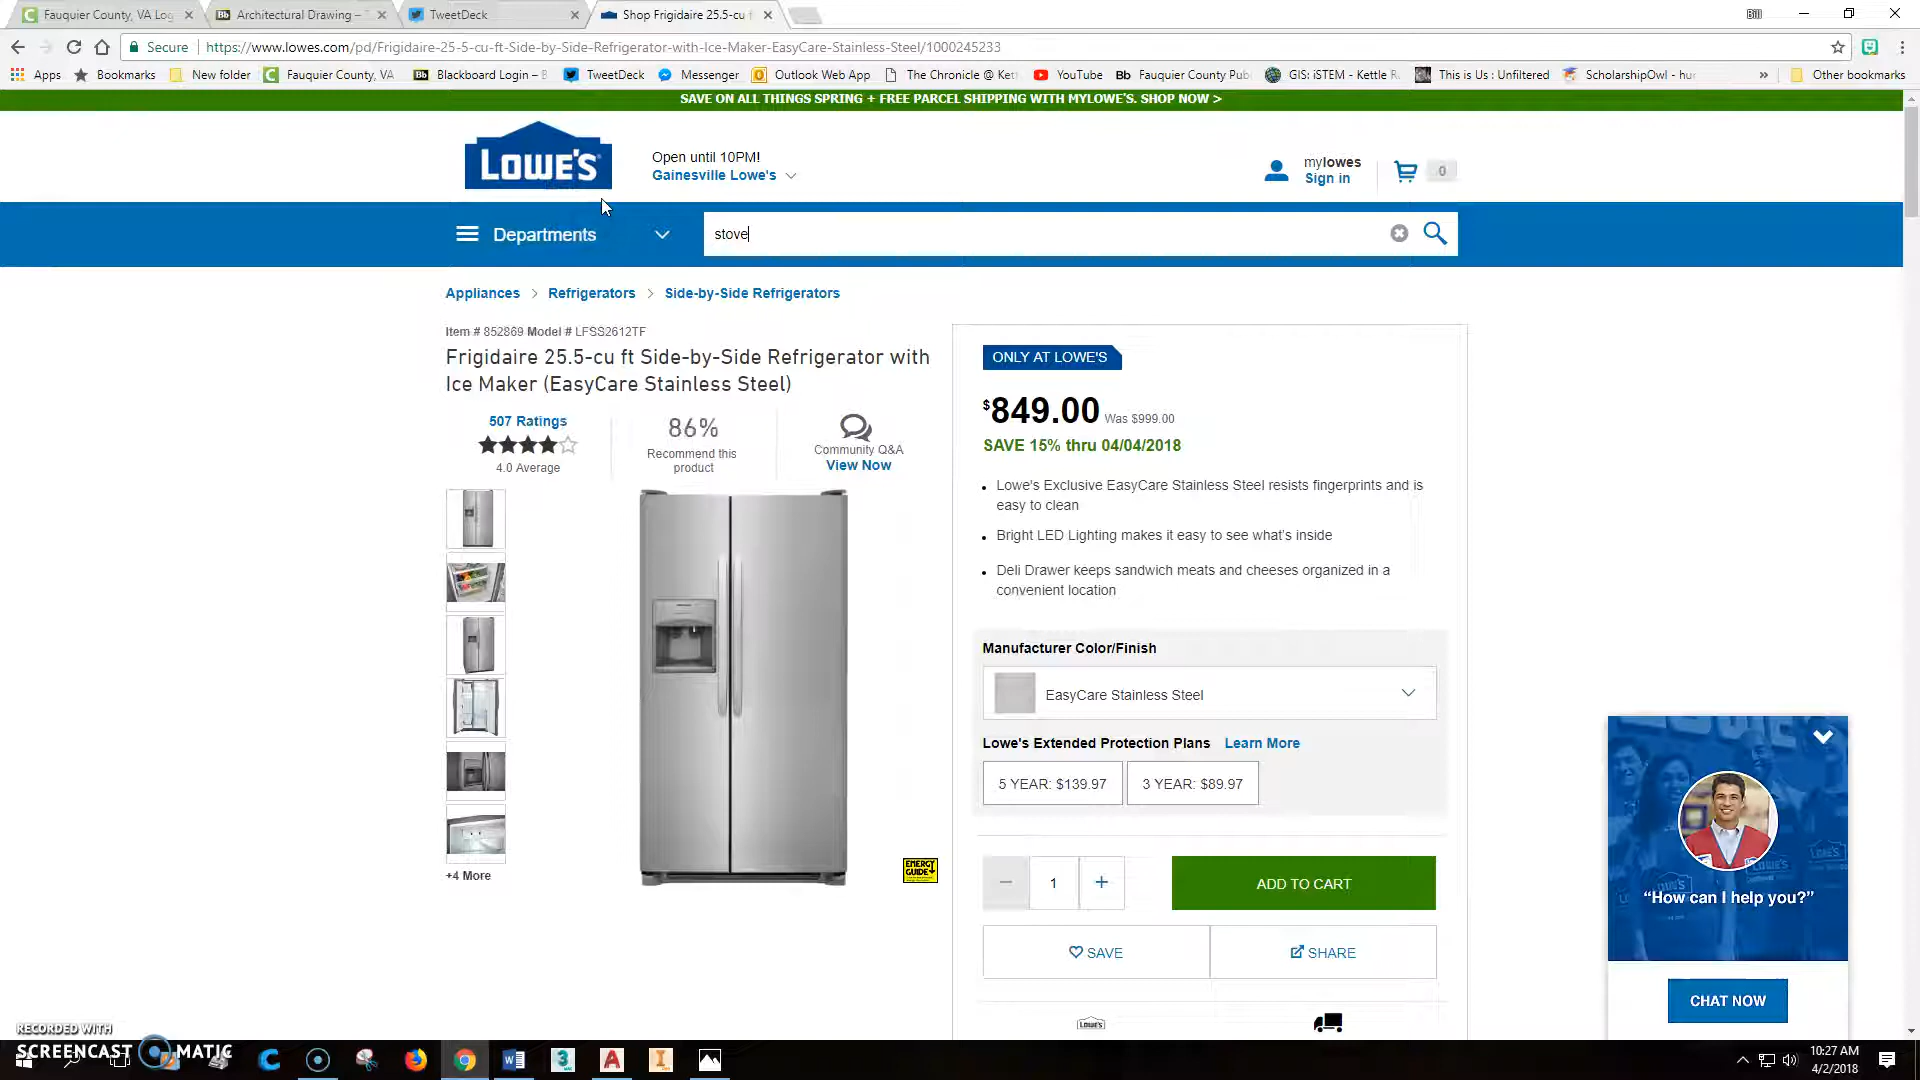 Fauquier County, VA Log
Architectural Drawing –
TweetDeck
Shop Frigidaire 25.5-cu f
Bill
Secure
https://www.lowes.com/pd/Frigidaire-25-5-cu-ft-Side-by-Side-Refrigerator-with-Ice-Maker-EasyCare-Stainless-Steel/1000245233
Apps
Bookmarks
New folder
Fauquier County, VA
Blackboard Login –
TweetDeck
Messenger
Outlook Web App
The Chronicle @ Kett
YouTube
Fauquier County Pub
GIS: iSTEM - Kettle R
This is Us : Unfiltered
ScholarshipOwl - hu
»
Other bookmarks
SAVE ON ALL THINGS SPRING + FREE PARCEL SHIPPING WITH MYLOWE'S. SHOP NOW >
LOWE'S
Open until 10PM!
Gainesville Lowe's
mylowes
Sign in
0
Departments
stove
Appliances > Refrigerators > Side-by-Side Refrigerators
Item # 852869 Model # LFSS2612TF
Frigidaire 25.5-cu ft Side-by-Side Refrigerator with
Ice Maker (EasyCare Stainless Steel)
507 Ratings
4.0 Average
86%
Recommend this
product
Community Q&A
View Now
+4 More
ENERGY
GUIDE
ONLY AT LOWE'S
$849.00 Was $999.00
SAVE 15% thru 04/04/2018
• Lowe's Exclusive EasyCare Stainless Steel resists fingerprints and is
easy to clean
• Bright LED Lighting makes it easy to see what's inside
• Deli Drawer keeps sandwich meats and cheeses organized in a
convenient location
Manufacturer Color/Finish
EasyCare Stainless Steel
Lowe's Extended Protection Plans Learn More
5 YEAR: $139.97
3 YEAR: $89.97
− 1 +
ADD TO CART
SAVE
SHARE
LOWE'S
"How can I help you?"
CHAT NOW
RECORDED WITH
SCREENCAST MATIC
10:27 AM
4/2/2018